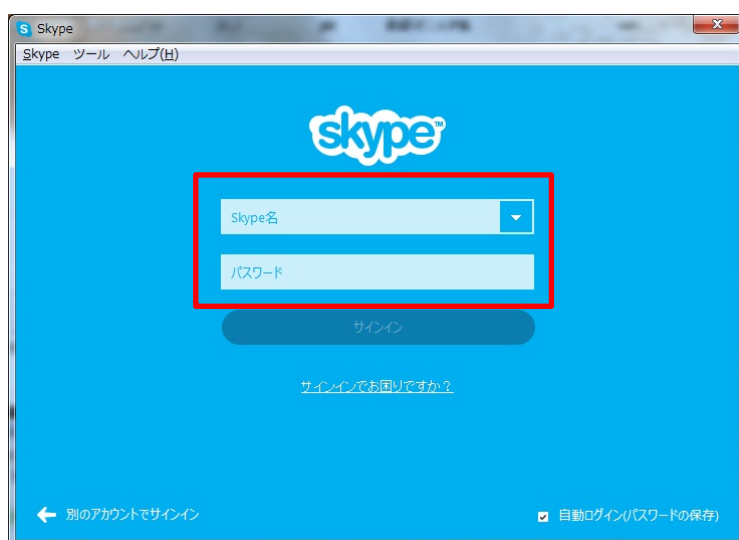 Skype
Skype ツール ヘルプ(H)
skype™
Skype名
パスワード
サインイン
サインインでお困りですか？
別のアカウントでサインイン
自動ログイン(パスワードの保存)